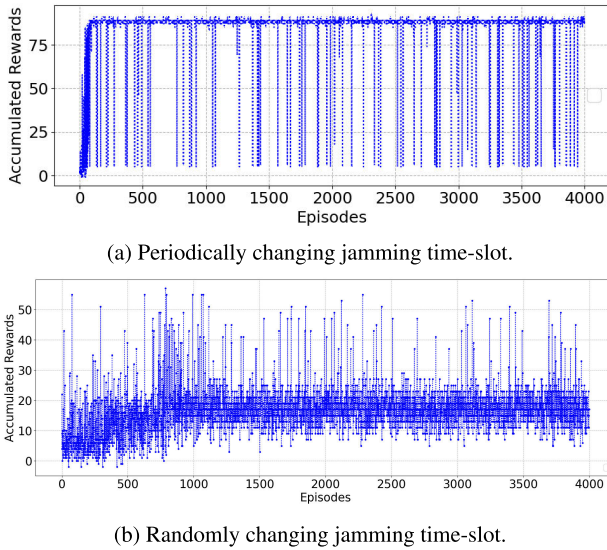 75
50
25
0
Accumulated Rewards
0 500 1000 1500 2000 2500 3000 3500 4000
Episodes
(a) Periodically changing jamming time-slot.
50
40
30
20
10
0
Accumulated Rewards
0 500 1000 1500 2000 2500 3000 3500 4000
Episodes
(b) Randomly changing jamming time-slot.